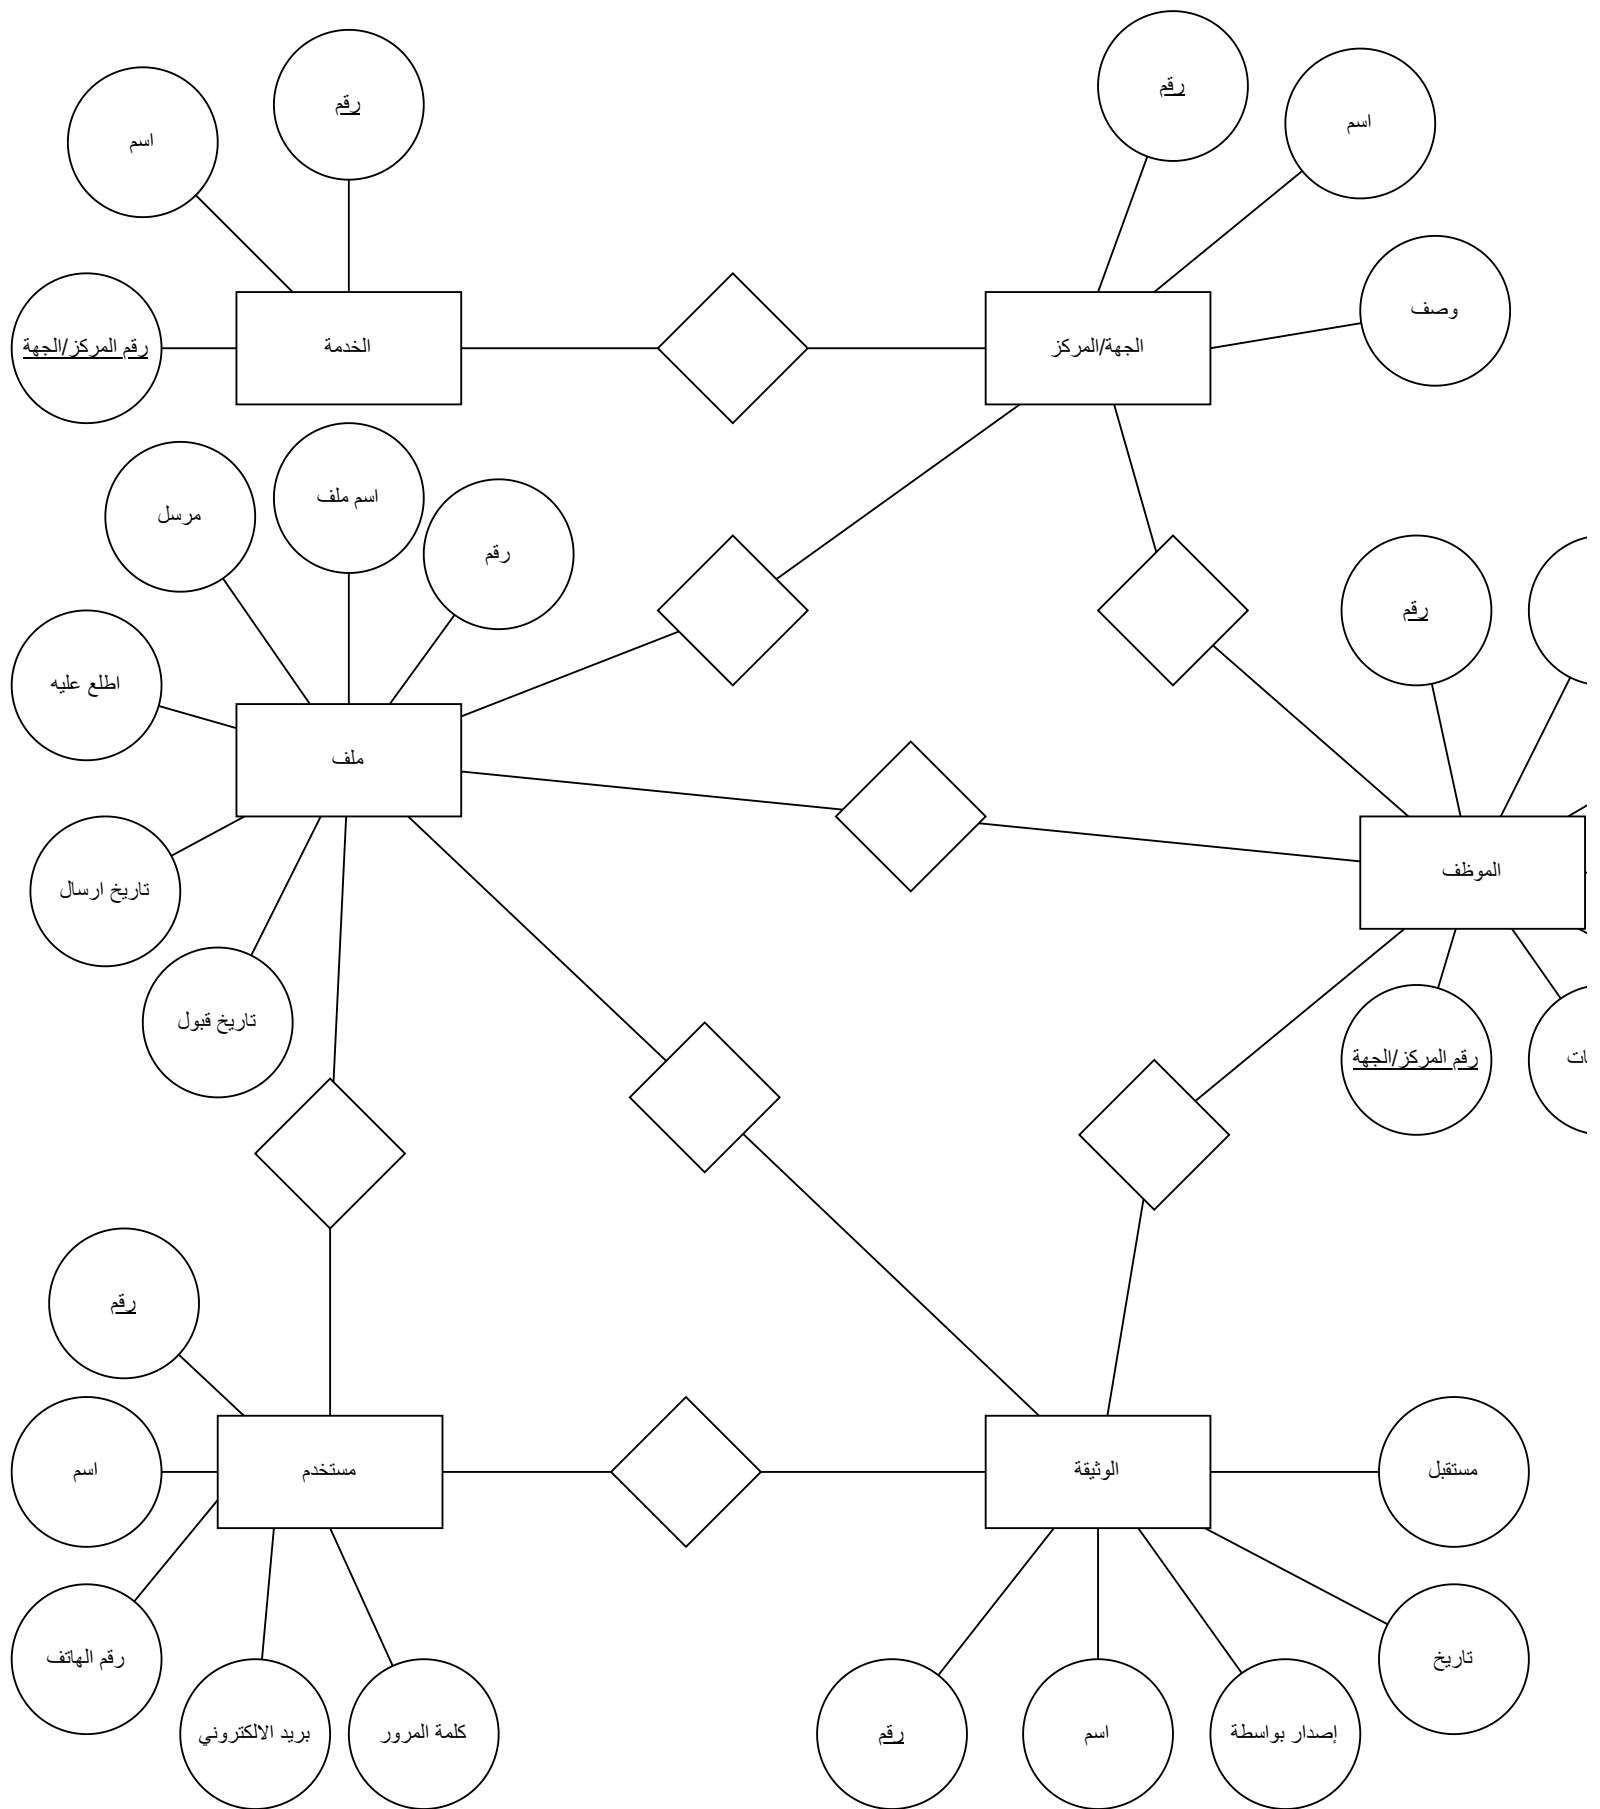 رقم
اسم
رقم
اسم
وصف
الجهة/المركز
الخدمة
رقم المركز/الجهة
مرسل
اسم ملف
رقم
اطلع عليه
ملف
تاريخ ارسال
تاريخ قبول
رقم
الموظف
رقم المركز/الجهة
رقم
اسم
مستخدم
رقم الهاتف
بريد الالكتروني
كلمة المرور
الوثيقة
مستقبل
تاريخ
رقم
اسم
إصدار بواسطة